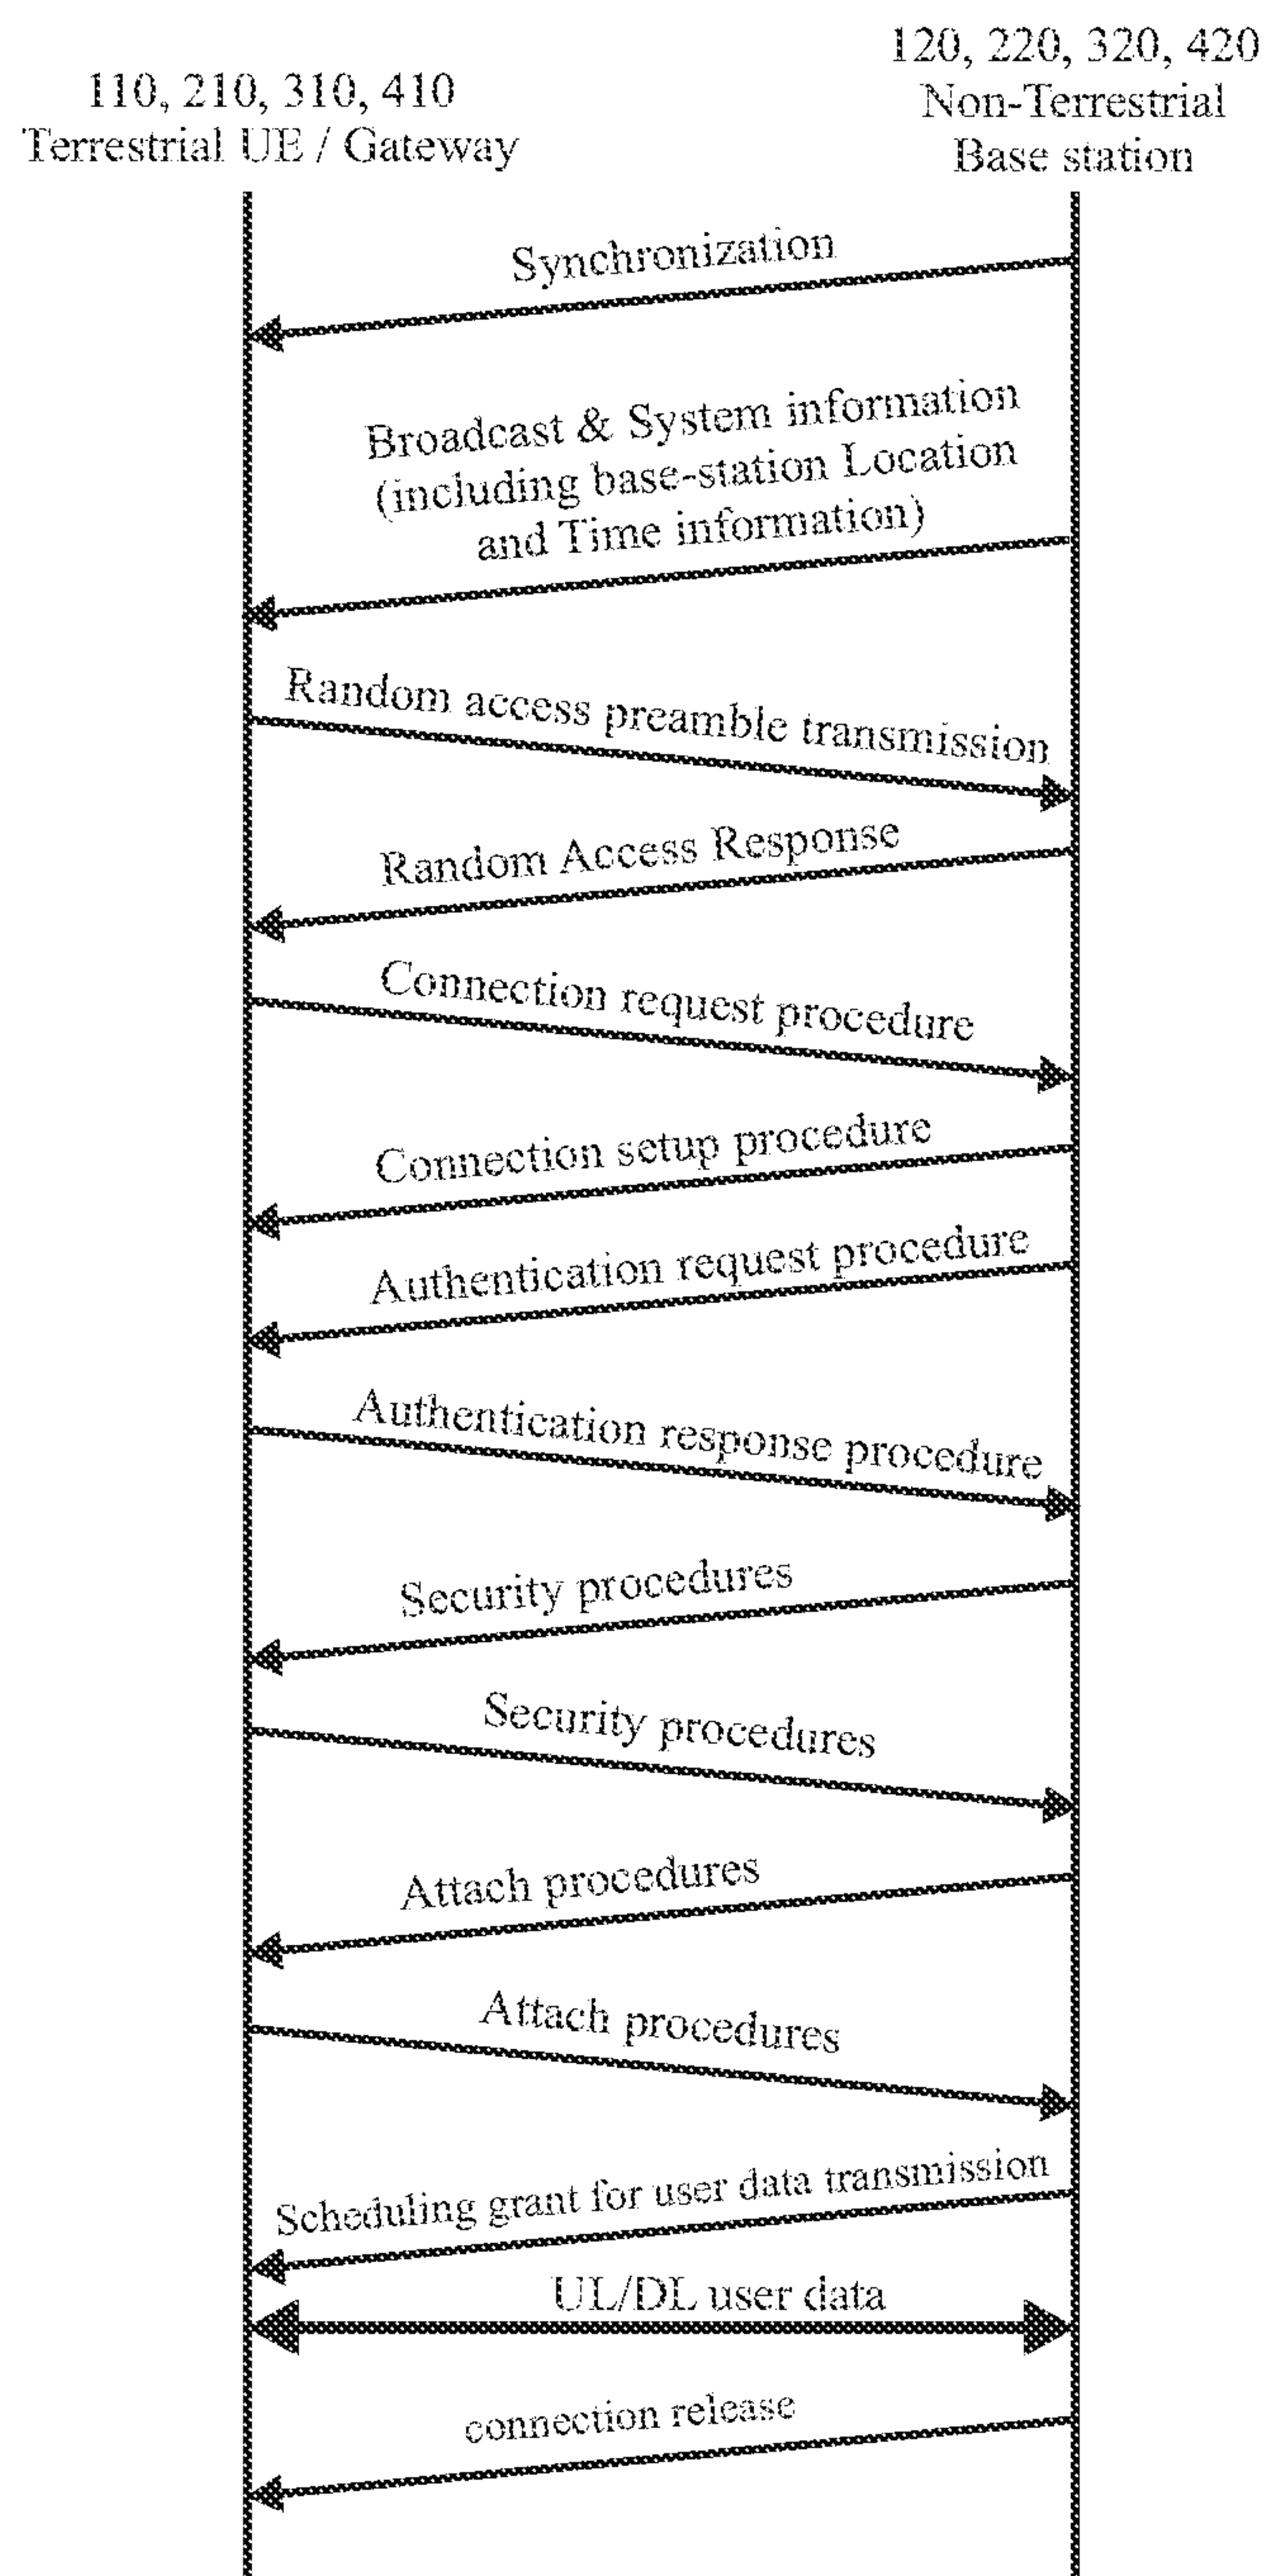 110, 210, 310, 410
Terrestrial UE / Gateway
120, 220, 320, 420
Non-Terrestrial
Base station
Synchronization
Broadcast & System information
(including base-station Location
and Time information)
Random access preamble transmission
Random Access Response
Connection request procedure
Connection setup procedure
Authentication request procedure
Authentication response procedure
Security procedures
Security procedures
Attach procedures
Attach procedures
Scheduling grant for user data transmission
UL/DL user data
connection release